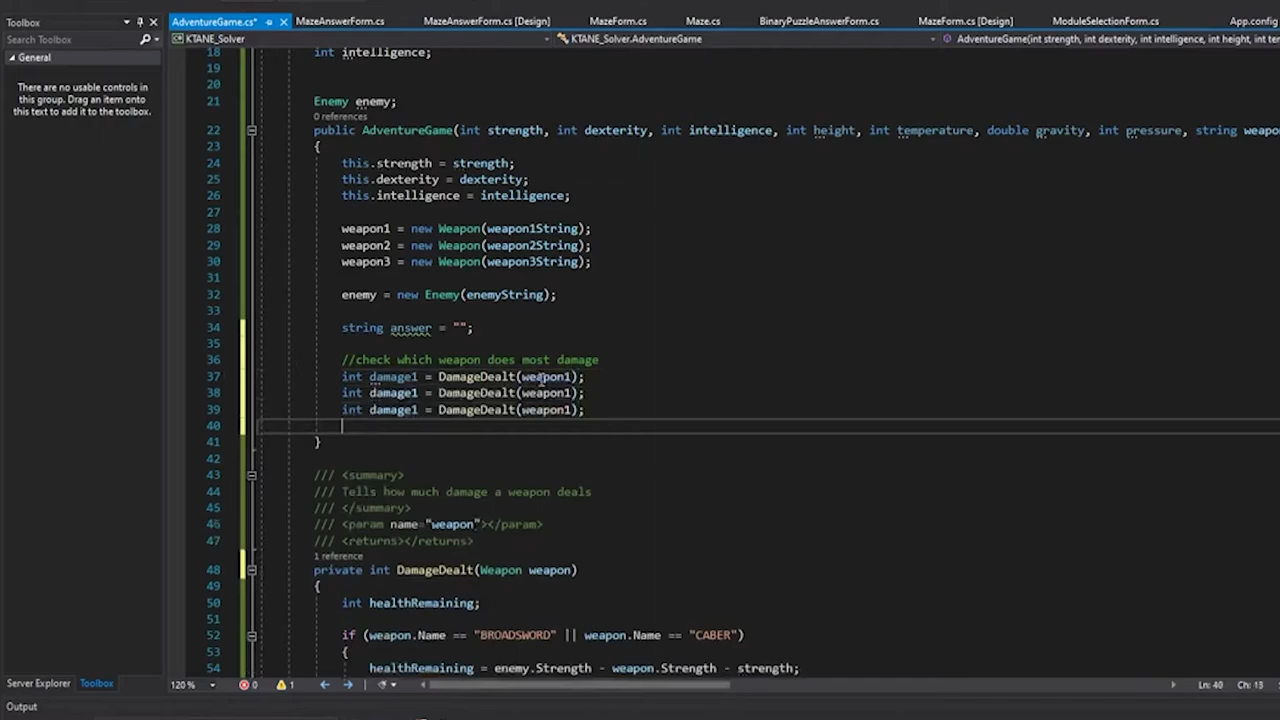 Toolbox
AdventureGame.cs*
MazeAnswerForm.cs
MazeAnswerForm.cs [Design]
MazeForm.cs
Maze.cs
BinaryPuzzleAnswerForm.cs
MazeForm.cs [Design]
ModuleSelectionForm.cs
App.config
Search Toolbox
KTANE_Solver
KTANE_Solver.AdventureGame
AdventureGame(int strength, int dexterity, int intelligence, int height, int ter
General
There are no usable controls
in this group. Drag an item onto
this text to add it to the toolbox.
18 int intelligence;
19
20
21 Enemy enemy;
0 references
22 public AdventureGame(int strength, int dexterity, int intelligence, int height, int temperature, double gravity, int pressure, string weapo
23 {
24 this.strength = strength;
25 this.dexterity = dexterity;
26 this.intelligence = intelligence;
27
28 weapon1 = new Weapon(weapon1String);
29 weapon2 = new Weapon(weapon2String);
30 weapon3 = new Weapon(weapon3String);
31
32 enemy = new Enemy(enemyString);
33
34 string answer = "";
35
36 //check which weapon does most damage
37 int damage1 = DamageDealt(weapon1);
38 int damage1 = DamageDealt(weapon1);
39 int damage1 = DamageDealt(weapon1);
40
41 }
42
43 /// <summary>
44 /// Tells how much damage a weapon deals
45 /// </summary>
46 /// <param name="weapon"></param>
47 /// <returns></returns>
1 reference
48 private int DamageDealt(Weapon weapon)
49 {
50 int healthRemaining;
51
52 if (weapon.Name == "BROADSWORD" || weapon.Name == "CABER")
53 {
54 healthRemaining = enemy.Strength - weapon.Strength - strength;
Server Explorer
Toolbox
120 %
0
1
Ln: 40
Ch: 13
Output